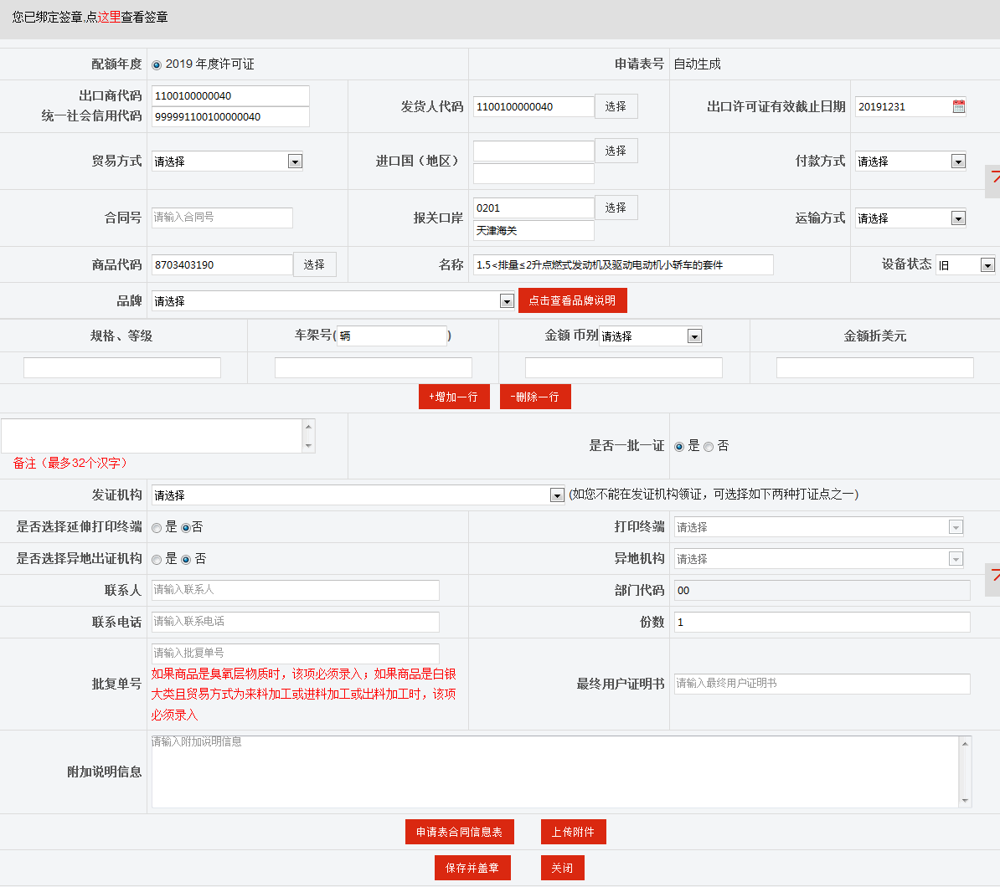 您已绑定签章,点这里查看签章
配额年度 2019 年度许可证 申请表号 自动生成
出口商代码 1100100000040
统一社会信用代码 999991100100000040
发货人代码 1100100000040 选择
出口许可证有效截止日期 20191231
贸易方式 请选择 进口国（地区） 选择 付款方式 请选择
合同号 请输入合同号 报关口岸 0201 选择
天津海关
运输方式 请选择
商品代码 8703403190 选择 名称 1.5<排量≤2升点燃式发动机及驱动电动机小轿车的套件 设备状态 旧
品牌 请选择 点击查看品牌说明
规格、等级 车架号(辆) 金额 币别 请选择 金额折美元
+增加一行 -删除一行
备注（最多32个汉字）
是否一批一证 是 否
发证机构 请选择 (如您不能在发证机构领证，可选择如下两种打证点之一)
是否选择延伸打印终端 是 否 打印终端 请选择
是否选择异地出证机构 是 否 异地机构 请选择
联系人 请输入联系人 部门代码 00
联系电话 请输入联系电话 份数 1
批复单号 请输入批复单号
如果商品是臭氧层物质时，该项必须录入；如果商品是白银
大类且贸易方式为来料加工或进料加工或出料加工时，该项
必须录入
最终用户证明书 请输入最终用户证明书
附加说明信息 请输入附加说明信息
申请表合同信息表 上传附件
保存并盖章 关闭